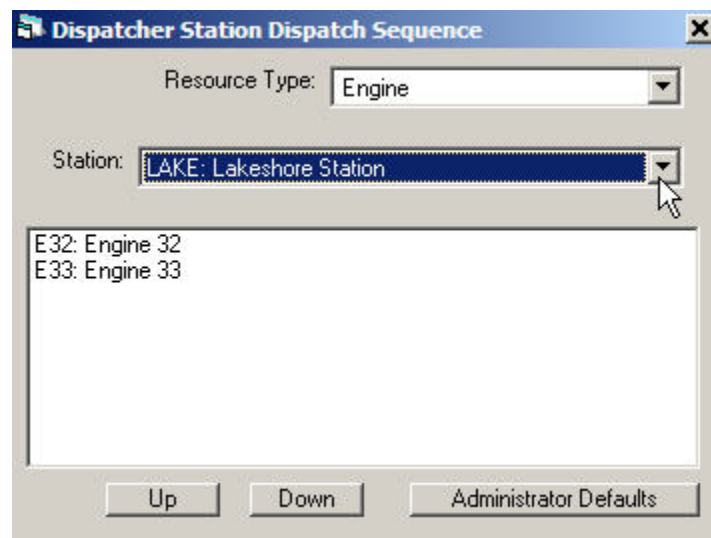 Dispatcher Station Dispatch Sequence
Resource Type: Engine
Station: LAKE: Lakeshore Station
E32: Engine 32
E33: Engine 33
Up Down Administrator Defaults